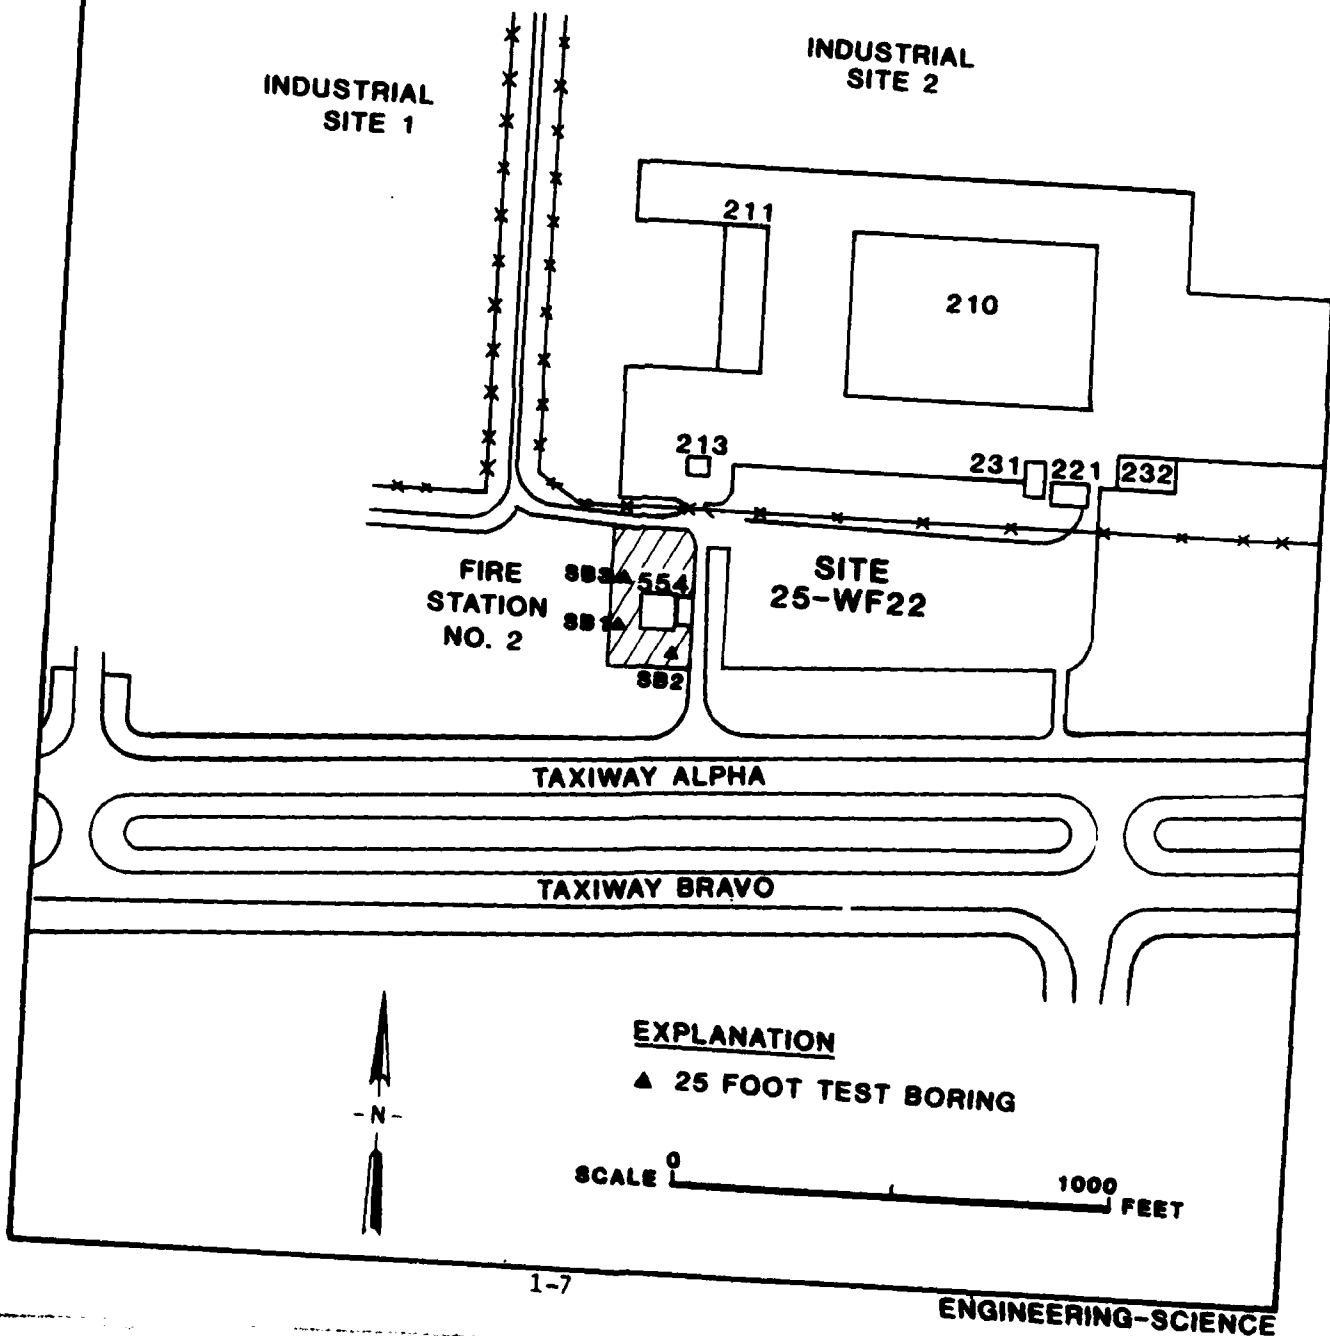 INDUSTRIAL
SITE 1
INDUSTRIAL
SITE 2
211
210
213
231
221
232
FIRE
STATION
NO. 2
SB3
554
SB1
SB2
SITE
25-WF22
TAXIWAY ALPHA
TAXIWAY BRAVO
-N-
EXPLANATION
▲ 25 FOOT TEST BORING
SCALE
0
1000
FEET
1-7
ENGINEERING-SCIENCE